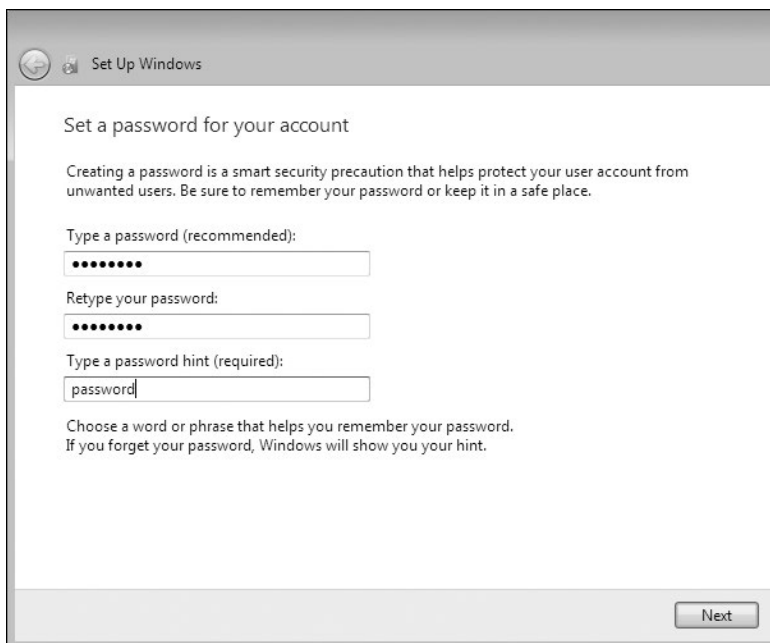 Set Up Windows
Set a password for your account
Creating a password is a smart security precaution that helps protect your user account from
unwanted users. Be sure to remember your password or keep it in a safe place.
Type a password (recommended):
••••••••
Retype your password:
••••••••
Type a password hint (required):
password
Choose a word or phrase that helps you remember your password.
If you forget your password, Windows will show you your hint.
Next